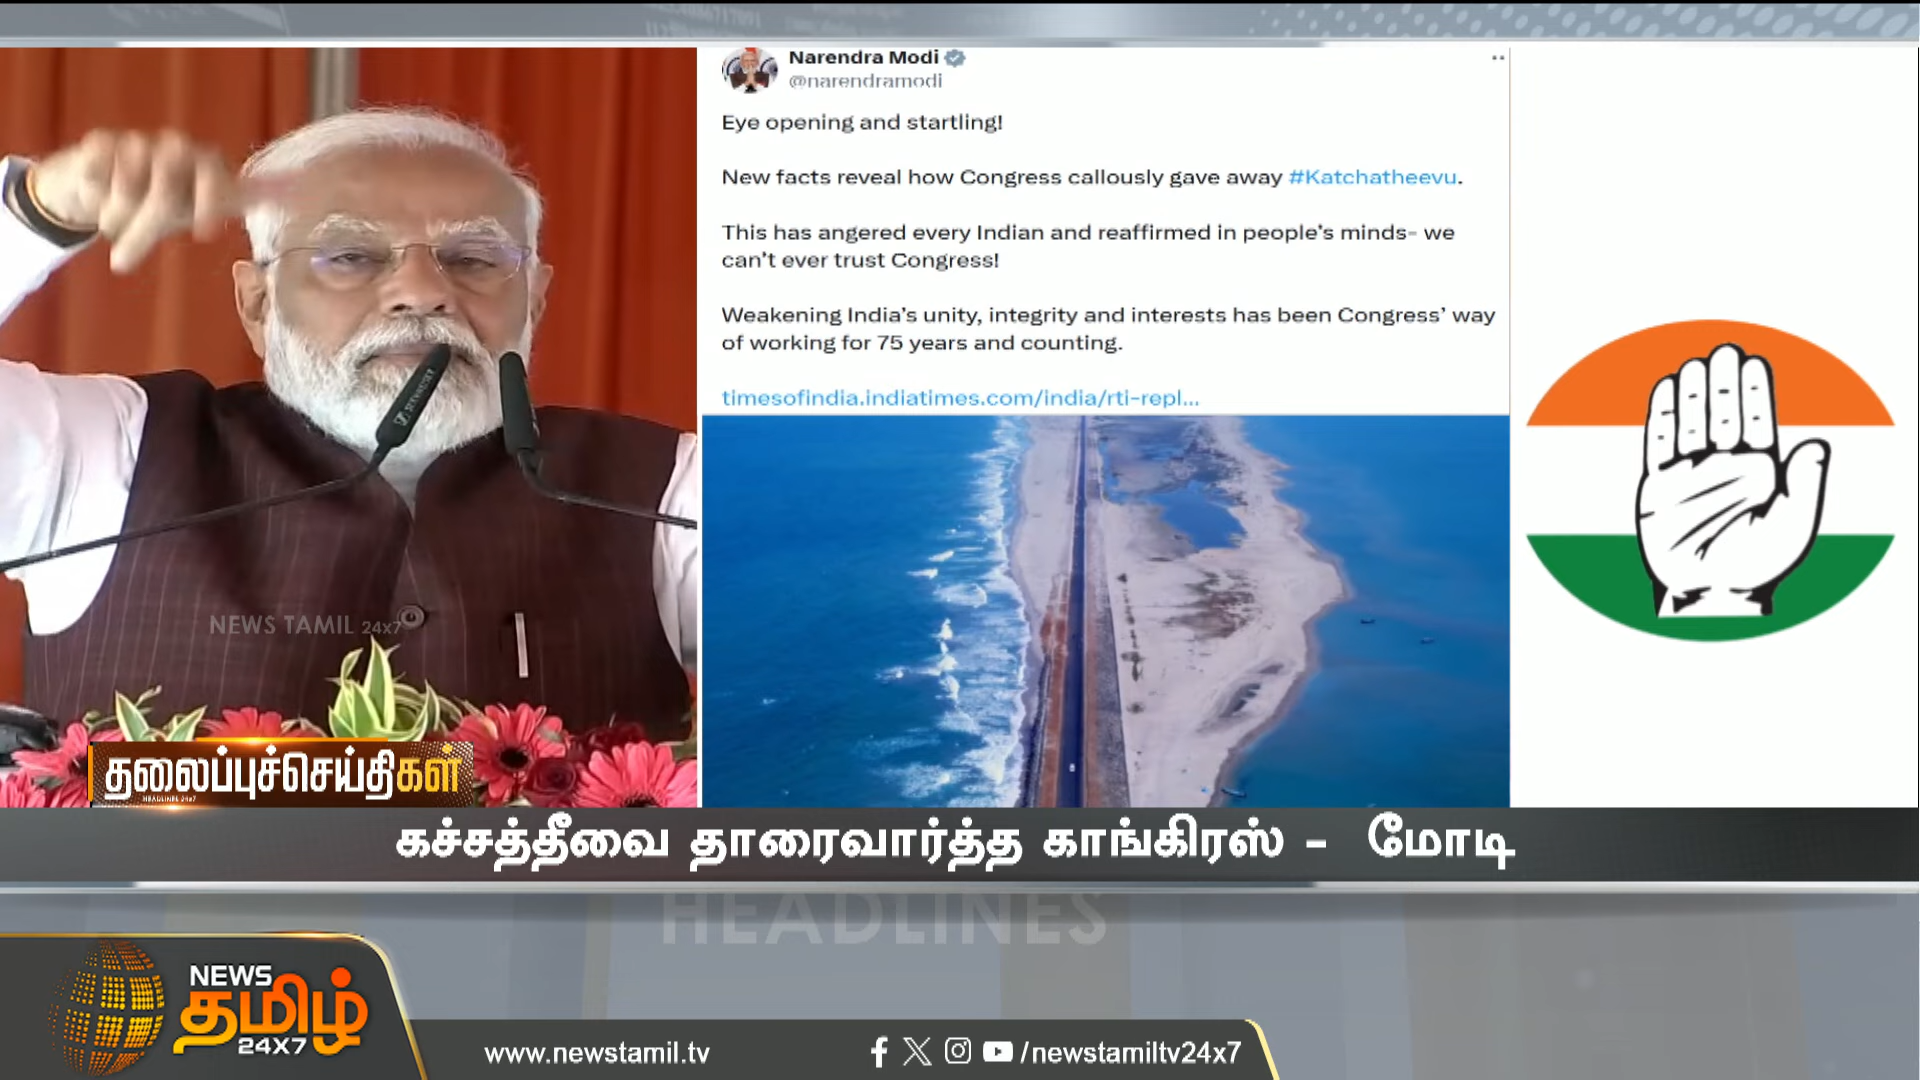 Narendra Modi
@narendramodi
Eye opening and startling!
New facts reveal how Congress callously gave away #Katchatheevu.
This has angered every Indian and reaffirmed in people's minds- we
can't ever trust Congress!
Weakening India's unity, integrity and interests has been Congress' way
of working for 75 years and counting.
timesofindia.indiatimes.com/india/rti-repl...
NEWS TAMIL 24x7
தலைப்புச்செய்திகள்
HEADLINES 24x7
கச்சத்தீவை தாரைவார்த்த காங்கிரஸ் - மோடி
HEADLINES
NEWS
தமிழ்
24X7
www.newstamil.tv
/newstamiltv24x7